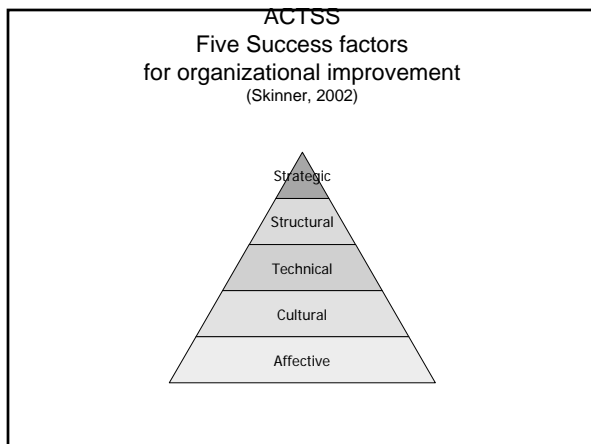 ACTSS
Five Success factors
for organizational improvement
(Skinner, 2002)
Strategic
Structural
Technical
Cultural
Affective